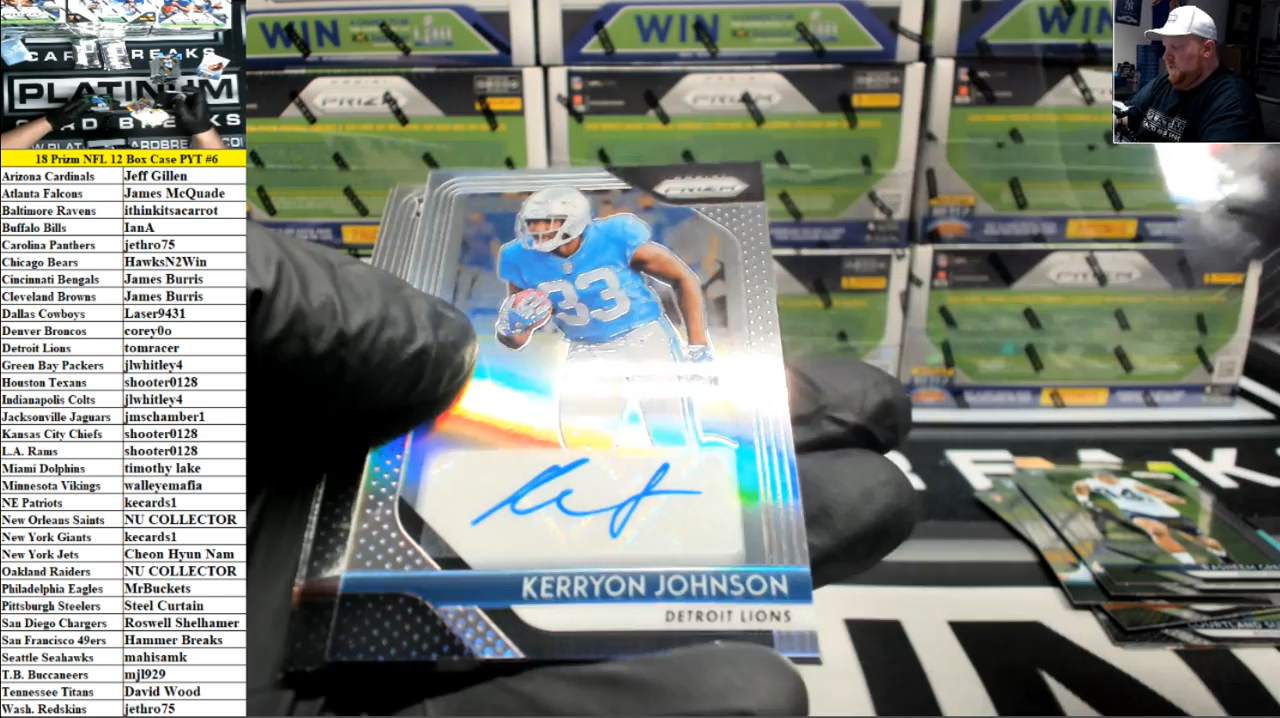 CARD BREAKS
PLATINUM
CARD BREAKS
18 Prizm NFL 12 Box Case PYT #6
Arizona Cardinals Jeff Gillen
Atlanta Falcons James McQuade
Baltimore Ravens ithinkitsacarrot
Buffalo Bills IanA
Carolina Panthers jethro75
Chicago Bears HawksN2Win
Cincinnati Bengals James Burris
Cleveland Browns James Burris
Dallas Cowboys Laser9431
Denver Broncos corey0o
Detroit Lions tomracer
Green Bay Packers jlwhitley4
Houston Texans shooter0128
Indianapolis Colts jlwhitley4
Jacksonville Jaguars jmschamber1
Kansas City Chiefs shooter0128
L.A. Rams shooter0128
Miami Dolphins timothy lake
Minnesota Vikings walleyemafia
NE Patriots kecards1
New Orleans Saints NU COLLECTOR
New York Giants kecards1
New York Jets Cheon Hyun Nam
Oakland Raiders NU COLLECTOR
Philadelphia Eagles MrBuckets
Pittsburgh Steelers Steel Curtain
San Diego Chargers Roswell Shelhamer
San Francisco 49ers Hammer Breaks
Seattle Seahawks mahisamk
T.B. Buccaneers mjl929
Tennessee Titans David Wood
Wash. Redskins jethro75
WIN WIN WIN
PRIZM PRIZM
PRIZM
PRIZM
33
KERRYON JOHNSON
DETROIT LIONS